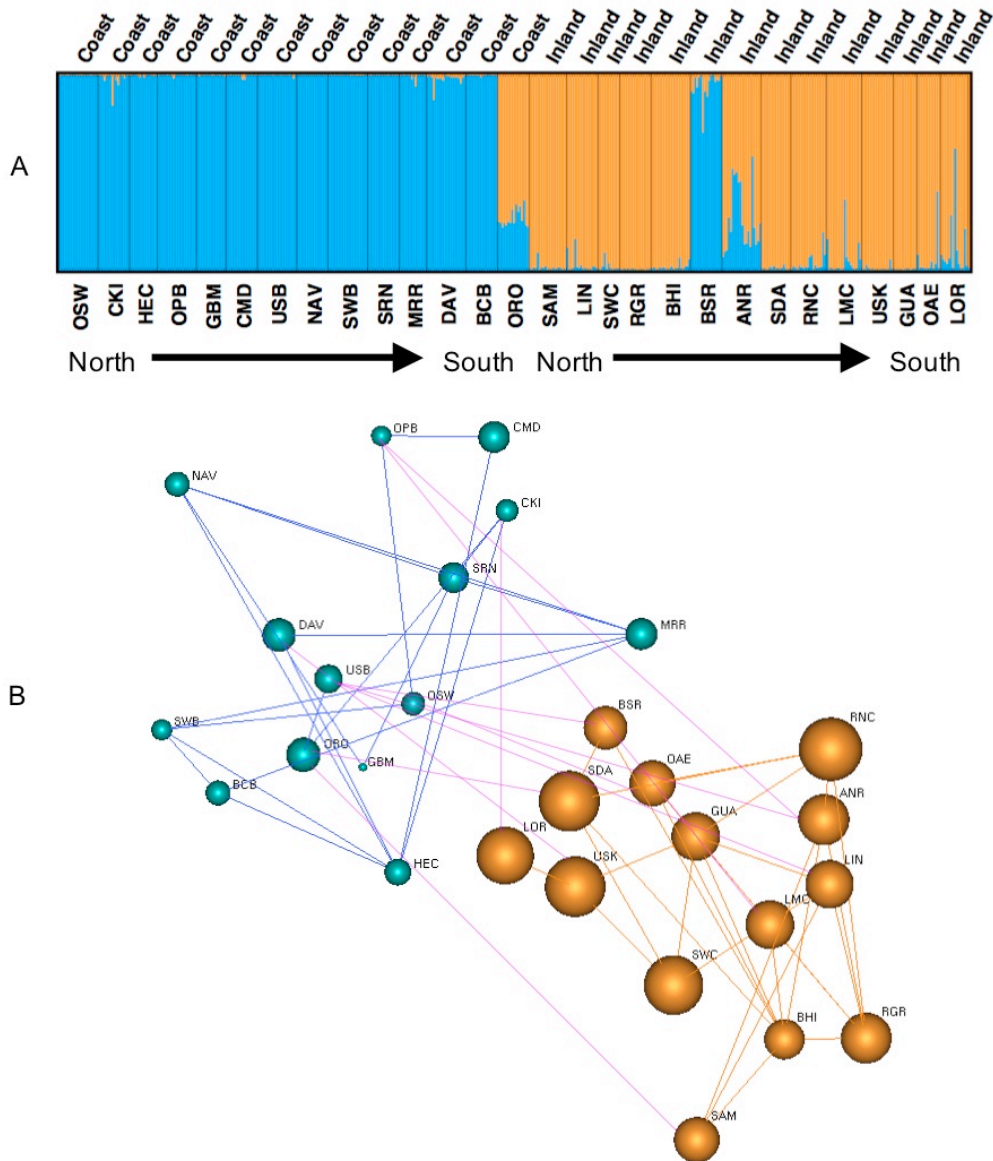 Coast Coast Coast Coast Coast Coast Coast Coast Coast Coast Coast Coast Coast Coast Inland Inland Inland Inland Inland Inland Inland Inland Inland Inland Inland Inland Inland Inland
A
OSW CKI HEC OPB GBM CMD USB NAV SWB SRN MRR DAV BCB ORO SAM LIN SWC RGR BHI BSR ANR SDA RNC LMC USK GUA OAE LOR
North South North South
B
OPB CMD
NAV
CKI
SRN
DAV MRR
USB
OSW BSR
SWB RNC
ORO GBM SDA OAE
BCB ANR
GUA
LOR
USK LIN
HEC
LMC
SWC
BHI RGR
SAM